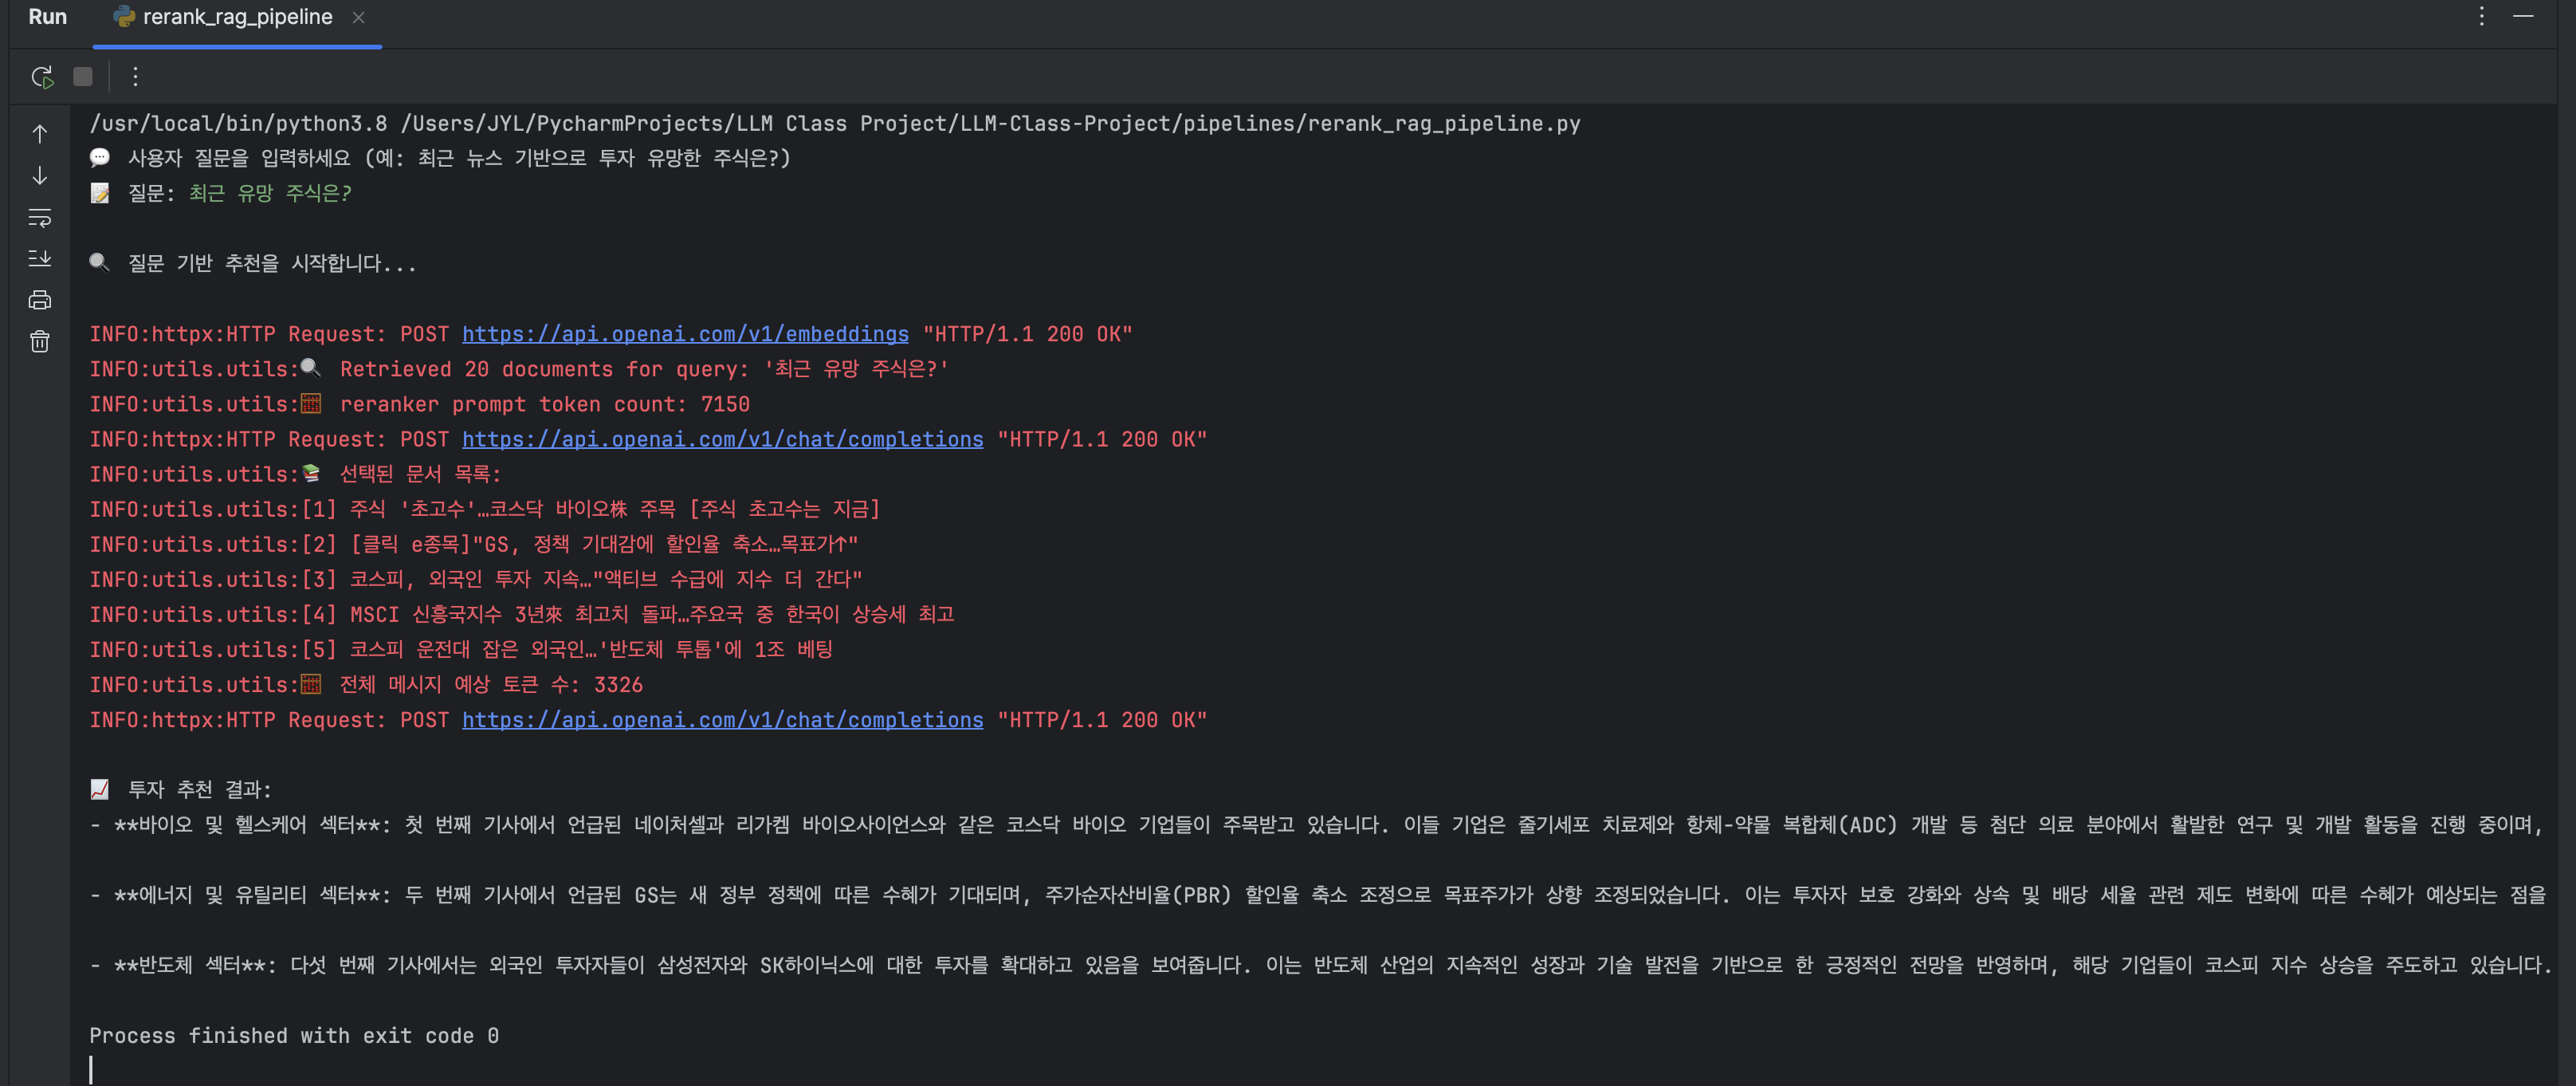 Run
rerank_rag_pipeline
/usr/local/bin/python3.8 /Users/JYL/PycharmProjects/LLM Class Project/LLM-Class-Project/pipelines/rerank_rag_pipeline.py
💬 사용자 질문을 입력하세요 (예: 최근 뉴스 기반으로 투자 유망한 주식은?)
📝 질문: 최근 유망 주식은?
🔍 질문 기반 추천을 시작합니다...
INFO:httpx:HTTP Request: POST https://api.openai.com/v1/embeddings "HTTP/1.1 200 OK"
INFO:utils.utils:🔍 Retrieved 20 documents for query: '최근 유망 주식은?'
INFO:utils.utils:🧮 reranker prompt token count: 7150
INFO:httpx:HTTP Request: POST https://api.openai.com/v1/chat/completions "HTTP/1.1 200 OK"
INFO:utils.utils:📚 선택된 문서 목록:
INFO:utils.utils:[1] 주식 '초고수'…코스닥 바이오株 주목 [주식 초고수는 지금]
INFO:utils.utils:[2] [클릭 e종목]"GS, 정책 기대감에 할인율 축소…목표가↑"
INFO:utils.utils:[3] 코스피, 외국인 투자 지속…"액티브 수급에 지수 더 간다"
INFO:utils.utils:[4] MSCI 신흥국지수 3년來 최고치 돌파…주요국 중 한국이 상승세 최고
INFO:utils.utils:[5] 코스피 운전대 잡은 외국인…'반도체 투톱'에 1조 베팅
INFO:utils.utils:🧮 전체 메시지 예상 토큰 수: 3326
INFO:httpx:HTTP Request: POST https://api.openai.com/v1/chat/completions "HTTP/1.1 200 OK"
📈 투자 추천 결과:
- **바이오 및 헬스케어 섹터**: 첫 번째 기사에서 언급된 네이처셀과 리가켐 바이오사이언스와 같은 코스닥 바이오 기업들이 주목받고 있습니다. 이들 기업은 줄기세포 치료제와 항체-약물 복합체(ADC) 개발 등 첨단 의료 분야에서 활발한 연구 및 개발 활동을 진행 중이며,
- **에너지 및 유틸리티 섹터**: 두 번째 기사에서 언급된 GS는 새 정부 정책에 따른 수혜가 기대되며, 주가순자산비율(PBR) 할인율 축소 조정으로 목표주가가 상향 조정되었습니다. 이는 투자자 보호 강화와 상속 및 배당 세율 관련 제도 변화에 따른 수혜가 예상되는 점을
- **반도체 섹터**: 다섯 번째 기사에서는 외국인 투자자들이 삼성전자와 SK하이닉스에 대한 투자를 확대하고 있음을 보여줍니다. 이는 반도체 산업의 지속적인 성장과 기술 발전을 기반으로 한 긍정적인 전망을 반영하며, 해당 기업들이 코스피 지수 상승을 주도하고 있습니다.
Process finished with exit code 0